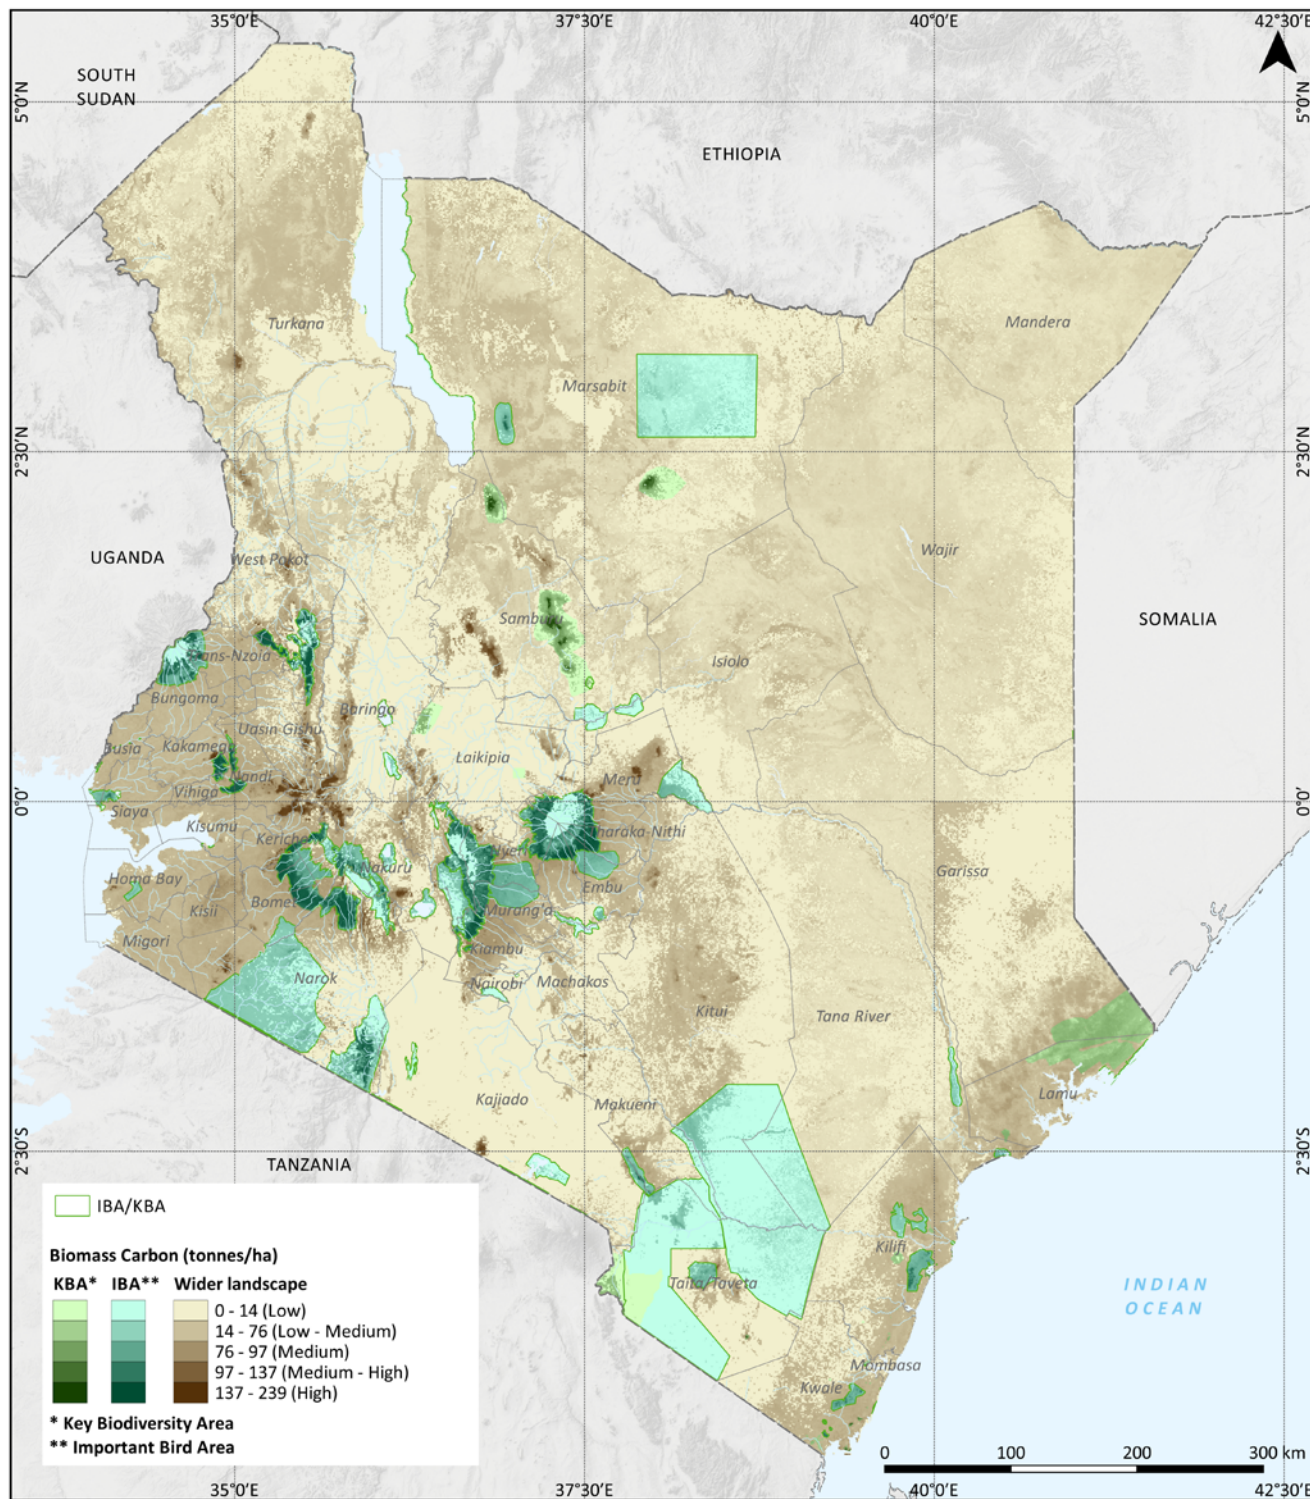 35°0'E
37°30'E
40°0'E
42°30'E
SOUTH
SUDAN
5°0'N
5°0'N
ETHIOPIA
Turkana
Mandera
Marsabit
2°30'N
2°30'N
UGANDA
West Pokot
Wajir
SOMALIA
Samburu
Trans-Nzoia
Isiolo
Bungoma
Baringo
Uasin Gishu
Busia
Kakamega
Laikipia
Nandi
Meru
Vihiga
0°0'
0°0'
Siaya
Kisumu
Kericho
Tharaka-Nithi
Nyeri
Nakuru
Garissa
Homa Bay
Embu
Bomet
Kisii
Murang'a
Migori
Kiambu
Narok
Nairobi
Machakos
Kitui
Tana River
Kajiado
Makueni
Lamu
2°30'S
2°30'S
TANZANIA
IBA/KBA
Kilifi
Biomass Carbon (tonnes/ha)
KBA* IBA** Wider landscape
Taita/Taveta
INDIAN
OCEAN
0 - 14 (Low)
14 - 76 (Low - Medium)
76 - 97 (Medium)
97 - 137 (Medium - High)
137 - 239 (High)
Mombasa
Kwale
* Key Biodiversity Area
** Important Bird Area
0 100 200 300 km
35°0'E
37°30'E
40°0'E
42°30'E